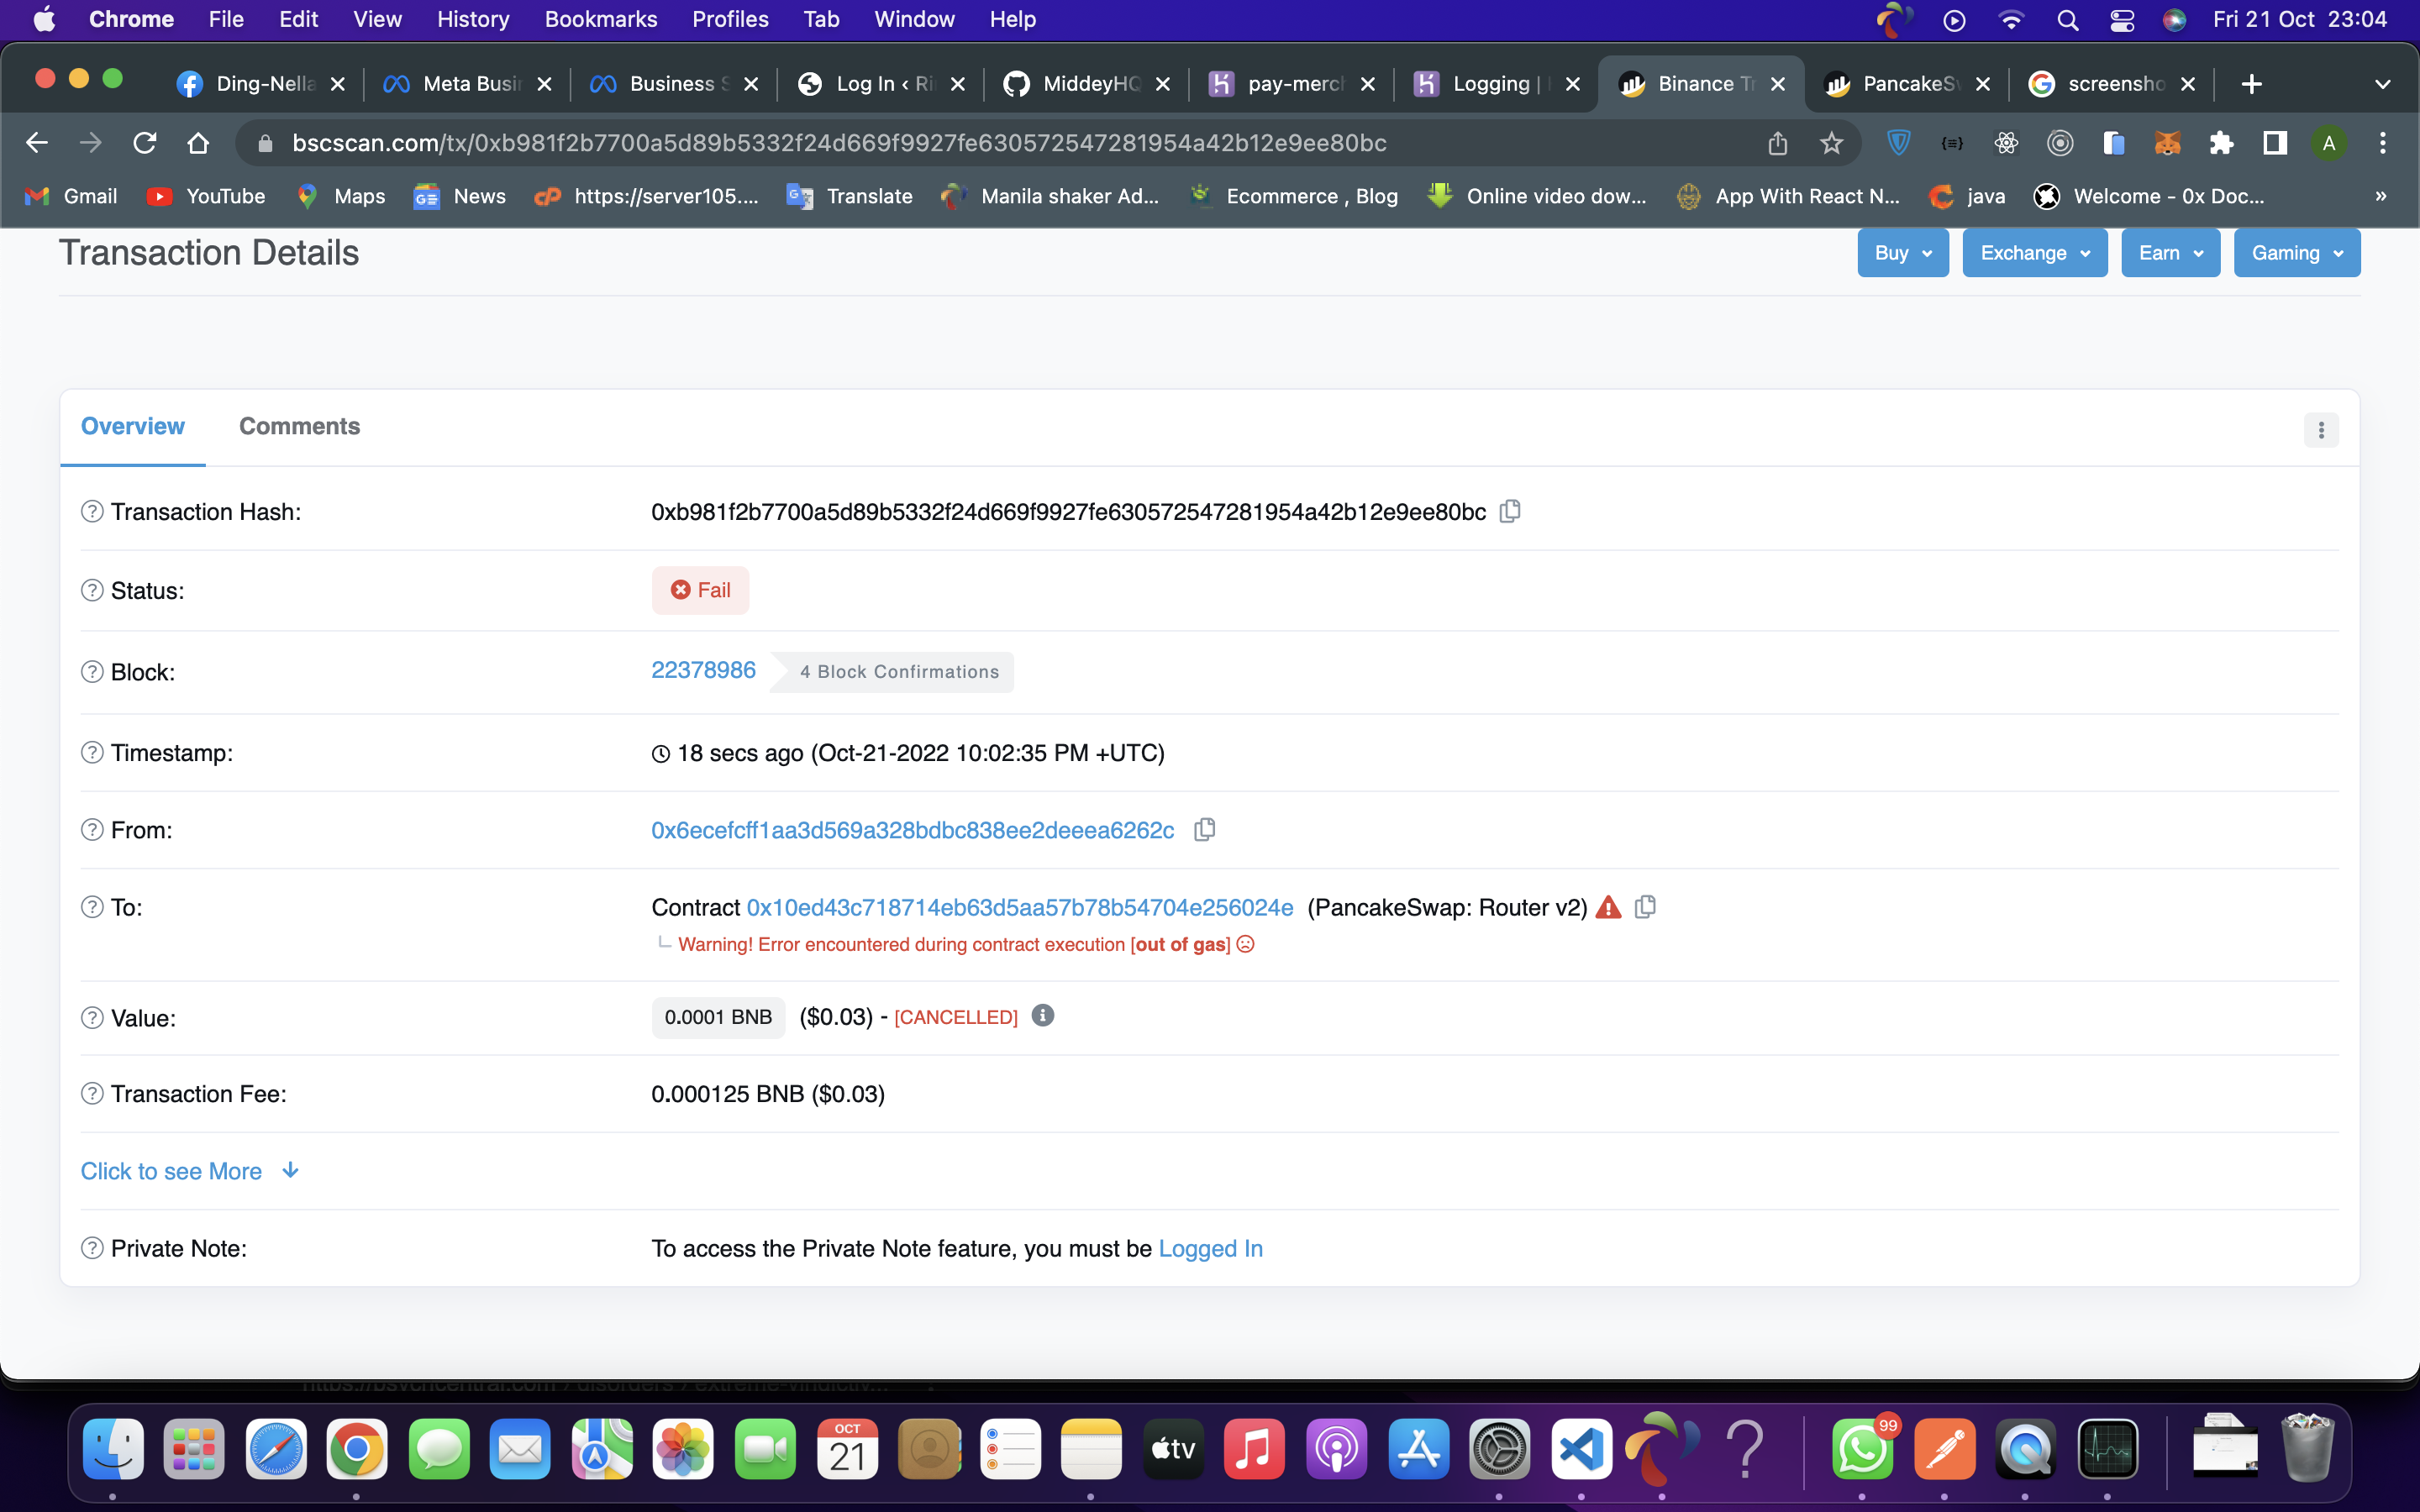 Chrome File Edit View History Bookmarks Profiles Tab Window Help Fri 21 Oct 23:04
Ding-Nella Meta Busi Business S Log In ‹ Ri MiddeyHQ pay-merch Logging | Binance Tr PancakeSw screensho
bscscan.com/tx/0xb981f2b7700a5d89b5332f24d669f9927fe630572547281954a42b12e9ee80bc A
Gmail YouTube Maps News https://server105.... Translate Manila shaker Ad... Ecommerce , Blog Online video dow... App With React N... java Welcome - 0x Doc... »
Transaction Details Buy Exchange Earn Gaming
Overview Comments
Transaction Hash: 0xb981f2b7700a5d89b5332f24d669f9927fe630572547281954a42b12e9ee80bc
Status: Fail
Block: 22378986 4 Block Confirmations
Timestamp: 18 secs ago (Oct-21-2022 10:02:35 PM +UTC)
From: 0x6ecefcff1aa3d569a328bdbc838ee2deeea6262c
To: Contract 0x10ed43c718714eb63d5aa57b78b54704e256024e (PancakeSwap: Router v2)
Warning! Error encountered during contract execution [out of gas]
Value: 0.0001 BNB ($0.03) - [CANCELLED]
Transaction Fee: 0.000125 BNB ($0.03)
Click to see More
Private Note: To access the Private Note feature, you must be Logged In
OCT
21
tv
99